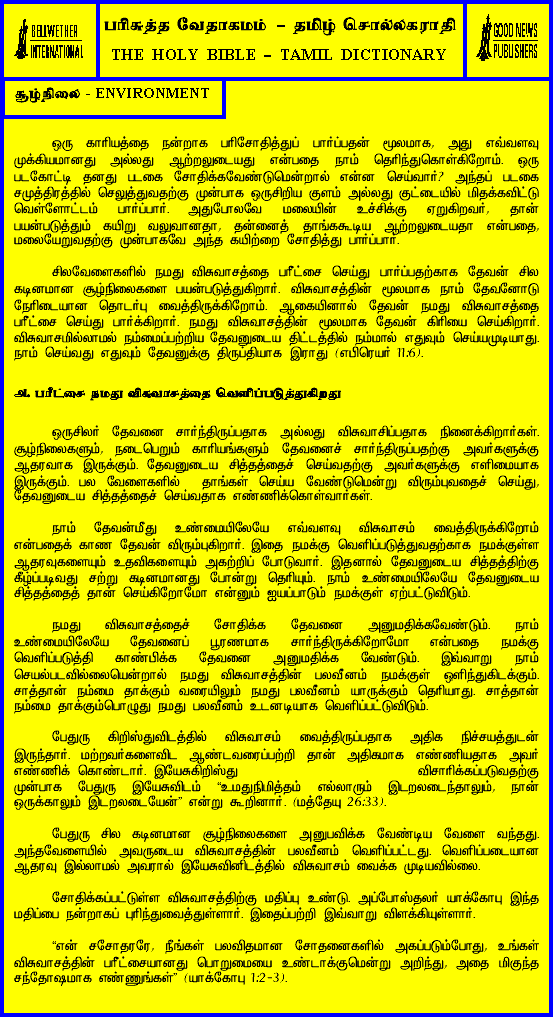 BELLWETHER
INTERNATIONAL
பரிசுத்த வேதாகமம் – தமிழ் சொல்லகராதி
THE HOLY BIBLE – TAMIL DICTIONARY
GOOD NEWS
PUBLISHERS
சூழ்நிலை - ENVIRONMENT
ஒரு காரியத்தை நன்றாக பரிசோதித்துப் பார்ப்பதன் மூலமாக, அது எவ்வளவு
முக்கியமானது அல்லது ஆற்றலுடையது என்பதை நாம் தெரிந்துகொள்கிறோம். ஒரு
படகோட்டி தனது படகை சோதிக்கவேண்டுமென்றால் என்ன செய்வார்? அந்தப் படகை
சமுத்திரத்தில் செலுத்துவதற்கு முன்பாக ஒருசிறிய குளம் அல்லது குட்டையில் மிதக்கவிட்டு
வெள்ளோட்டம் பார்ப்பார். அதுபோலவே மலையின் உச்சிக்கு ஏறுகிறவர், தான்
பயன்படுத்தும் கயிறு வலுவானதா, தன்னைத் தாங்ககூடிய ஆற்றலுடையதா என்பதை,
மலையேறுவதற்கு முன்பாகவே அந்த கயிற்றை சோதித்து பார்ப்பார்.
சிலவேளைகளில் நமது விசுவாசத்தை பரீட்சை செய்து பார்ப்பதற்காக தேவன் சில
கடினமான சூழ்நிலைகளை பயன்படுத்துகிறார். விசுவாசத்தின் மூலமாக நாம் தேவனோடு
நேரிடையான தொடர்பு வைத்திருக்கிறோம். ஆகையினால் தேவன் நமது விசுவாசத்தை
பரீட்சை செய்து பார்க்கிறார். நமது விசுவாசத்தின் மூலமாக தேவன் கிரியை செய்கிறார்.
விசுவாசமில்லாமல் நம்மைப்பற்றிய தேவனுடைய திட்டத்தில் நம்மால் எதுவும் செய்யமுடியாது.
நாம் செய்வது எதுவும் தேவனுக்கு திருப்தியாக இராது (எபிரெயர் 11:6).
அ. பரீட்சை நமது விசுவாசத்தை வெளிப்படுத்துகிறது
ஒருசிலர் தேவனை சார்ந்திருப்பதாக அல்லது விசுவாசிப்பதாக நினைக்கிறார்கள்.
சூழ்நிலைகளும், நடைபெறும் காரியங்களும் தேவனைச் சார்ந்திருப்பதற்கு அவர்களுக்கு
ஆதரவாக இருக்கும். தேவனுடைய சித்தத்தைச் செய்வதற்கு அவர்களுக்கு எளிமையாக
இருக்கும். பல வேளைகளில் தாங்கள் செய்ய வேண்டுமென்று விரும்புவதைச் செய்து,
தேவனுடைய சித்தத்தைச் செய்வதாக எண்ணிக்கொள்வார்கள்.
நாம் தேவன்மீது உண்மையிலேயே எவ்வளவு விசுவாசம் வைத்திருக்கிறோம்
என்பதைக் காண தேவன் விரும்புகிறார். இதை நமக்கு வெளிப்படுத்துவதற்காக நமக்குள்ள
ஆதரவுகளையும் உதவிகளையும் அகற்றிப் போடுவார். இதனால் தேவனுடைய சித்தத்திற்கு
கீழ்ப்படிவது சற்று கடினமானது போன்று தெரியும். நாம் உண்மையிலேயே தேவனுடைய
சித்தத்தைத் தான் செய்கிறோமோ என்னும் ஐயப்பாடும் நமக்குள் ஏற்பட்டுவிடும்.
நமது விசுவாசத்தைச் சோதிக்க தேவனை அனுமதிக்கவேண்டும். நாம்
உண்மையிலேயே தேவனைப் பூரணமாக சார்ந்திருக்கிறோமோ என்பதை நமக்கு
வெளிப்படுத்தி காண்பிக்க தேவனை அனுமதிக்க வேண்டும். இவ்வாறு நாம்
செயல்படவில்லையென்றால் நமது விசுவாசத்தின் பலவீனம் நமக்குள் ஒளிந்துகிடக்கும்.
சாத்தான் நம்மை தாக்கும் வரையிலும் நமது பலவீனம் யாருக்கும் தெரியாது. சாத்தான்
நம்மை தாக்கும்பொழுது நமது பலவீனம் உடனடியாக வெளிப்பட்டுவிடும்.
பேதுரு கிறிஸ்துவிடத்தில் விசுவாசம் வைத்திருப்பதாக அதிக நிச்சயத்துடன்
இருந்தார். மற்றவர்களைவிட ஆண்டவரைப்பற்றி தான் அதிகமாக எண்ணியதாக அவர்
எண்ணிக் கொண்டார். இயேசுகிறிஸ்து விசாரிக்கப்படுவதற்கு
முன்பாக பேதுரு இயேசுவிடம் “உமதுநிமித்தம் எல்லாரும் இடறலடைந்தாலும், நான்
ஒருக்காலும் இடறலடையேன்” என்று கூறினார். (மத்தேயு 26:33).
பேதுரு சில கடினமான சூழ்நிலைகளை அனுபவிக்க வேண்டிய வேளை வந்தது.
அந்தவேளையில் அவருடைய விசுவாசத்தின் பலவீனம் வெளிப்பட்டது. வெளிப்படையான
ஆதரவு இல்லாமல் அவரால் இயேசுவினிடத்தில் விசுவாசம் வைக்க முடியவில்லை.
சோதிக்கப்பட்டுள்ள விசுவாசத்திற்கு மதிப்பு உண்டு. அப்போஸ்தலர் யாக்கோபு இந்த
மதிப்பை நன்றாகப் புரிந்துவைத்துள்ளார். இதைப்பற்றி இவ்வாறு விளக்கியுள்ளார்.
“என் சகோதரரே, நீங்கள் பலவிதமான சோதனைகளில் அகப்படும்போது, உங்கள்
விசுவாசத்தின் பரீட்சையானது பொறுமையை உண்டாக்குமென்று அறிந்து, அதை மிகுந்த
சந்தோஷமாக எண்ணுங்கள்” (யாக்கோபு 1:2-3).